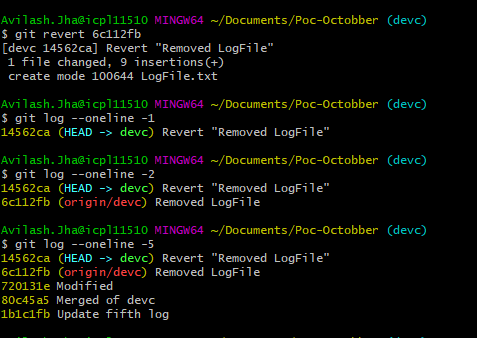 Avilash.Jha@icpl11510 MINGW64 ~/Documents/Poc-Octobber (devc)
$ git revert 6c112fb
[devc 14562ca] Revert "Removed LogFile"
1 file changed, 9 insertions(+)
create mode 100644 LogFile.txt
Avilash.Jha@icpl11510 MINGW64 ~/Documents/Poc-Octobber (devc)
$ git log --oneline -1
14562ca (HEAD -> devc) Revert "Removed LogFile"
Avilash.Jha@icpl11510 MINGW64 ~/Documents/Poc-Octobber (devc)
$ git log --oneline -2
14562ca (HEAD -> devc) Revert "Removed LogFile"
6c112fb (origin/devc) Removed LogFile
Avilash.Jha@icpl11510 MINGW64 ~/Documents/Poc-Octobber (devc)
$ git log --oneline -5
14562ca (HEAD -> devc) Revert "Removed LogFile"
6c112fb (origin/devc) Removed LogFile
720131e Modified
80c45a5 Merged of devc
1b1c1fb Update fifth log